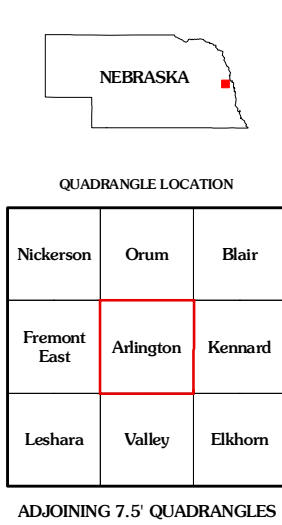 NEBRASKA
QUADRANGLE LOCATION
Nickerson Orum Blair
Fremont
East Arlington Kennard
Leshara Valley Elkhorn
ADJOINING 7.5' QUADRANGLES